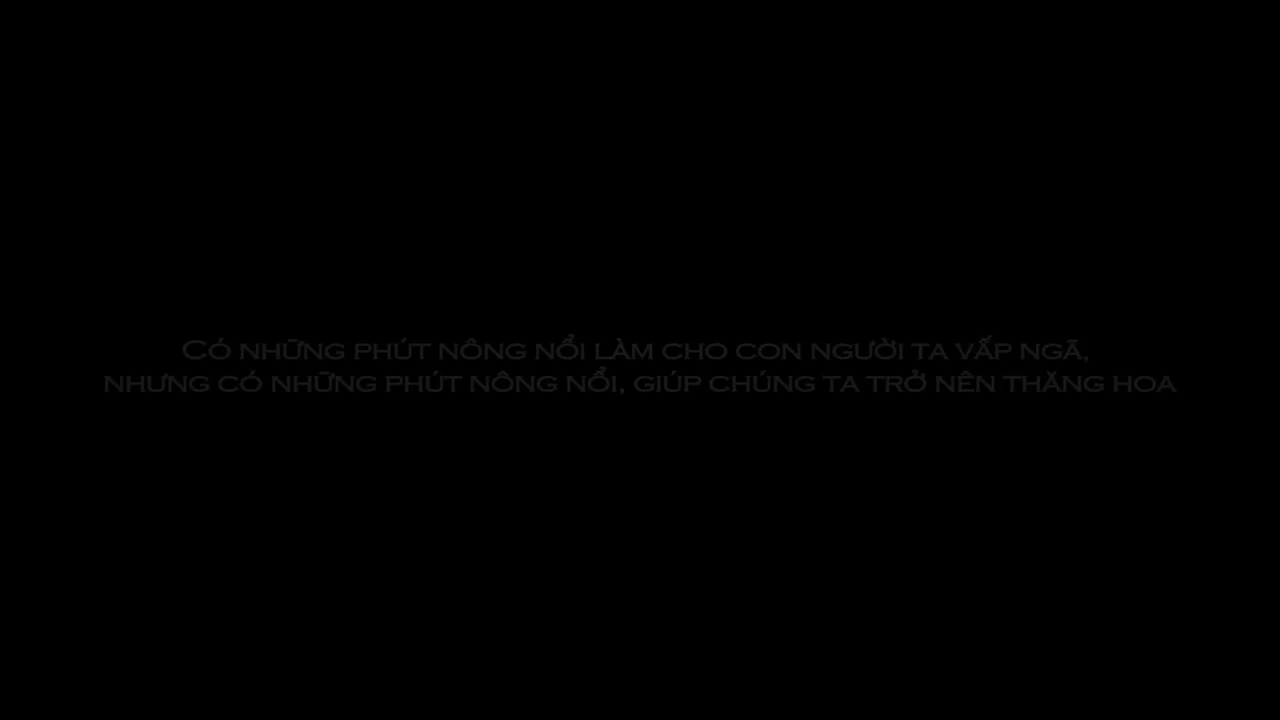 Có những phút nông nổi làm cho con người ta vấp ngã,
nhưng có những phút nông nổi, giúp chúng ta trở nên thăng hoa